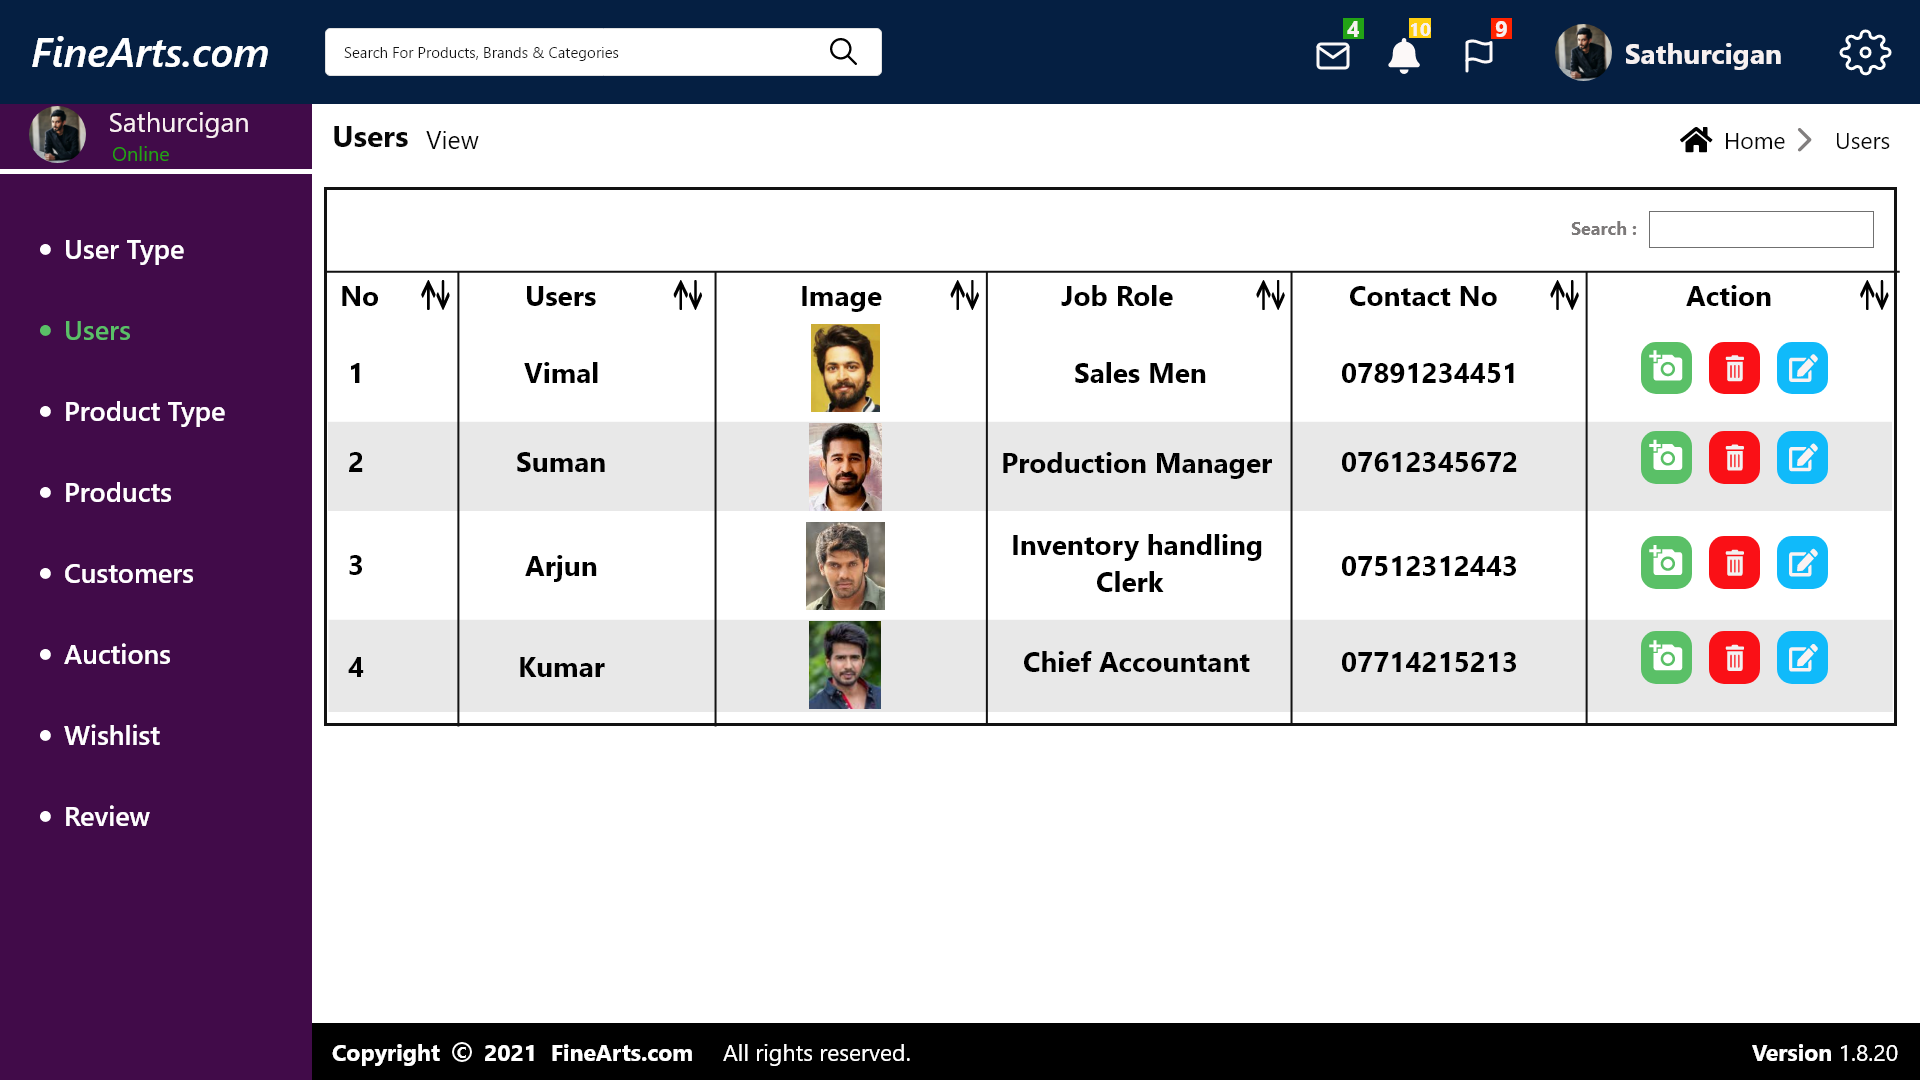 FineArts.com
Search For Products, Brands & Categories
4
10
9
Sathurcigan
Sathurcigan
Online
Users View
Home Users
User Type
Users
Product Type
Products
Customers
Auctions
Wishlist
Review
Search :
No Users Image Job Role Contact No Action
1 Vimal Sales Men 07891234451
2 Suman Production Manager 07612345672
3 Arjun Inventory handling Clerk 07512312443
4 Kumar Chief Accountant 07714215213
Copyright © 2021 FineArts.com All rights reserved.
Version 1.8.20